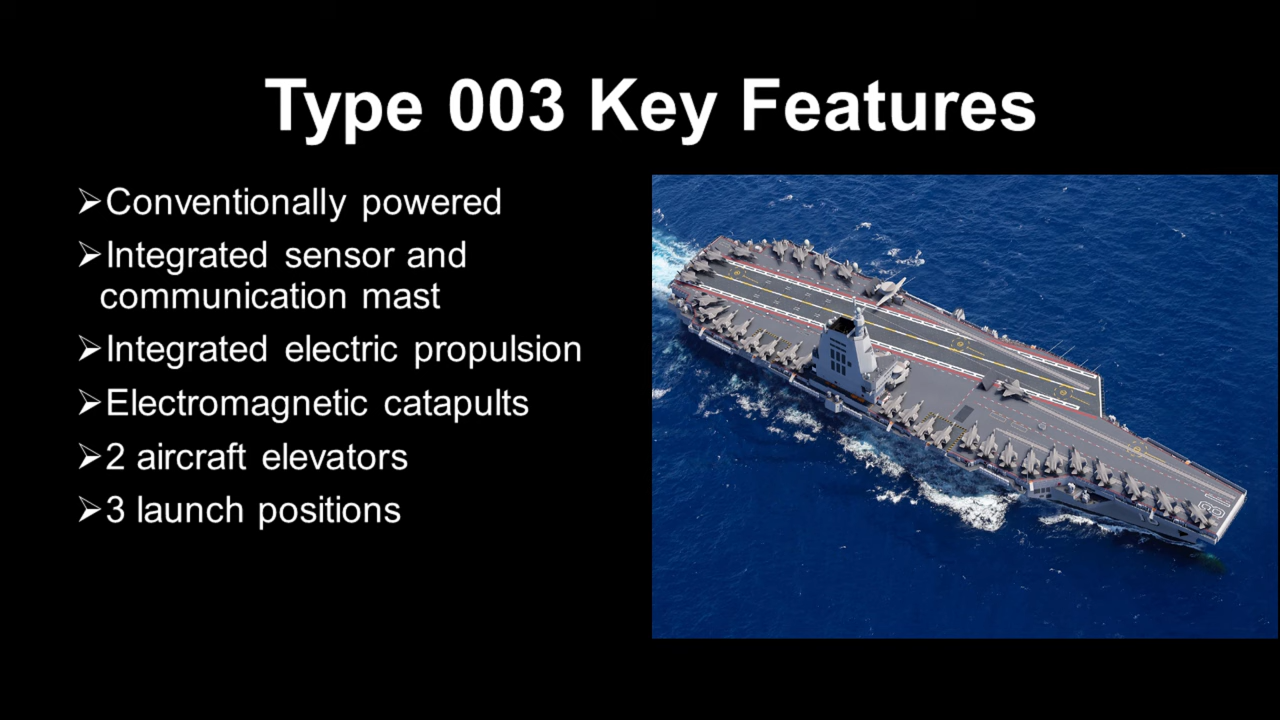 Type 003 Key Features
➢Conventionally powered
➢Integrated sensor and
communication mast
➢Integrated electric propulsion
➢Electromagnetic catapults
➢2 aircraft elevators
➢3 launch positions